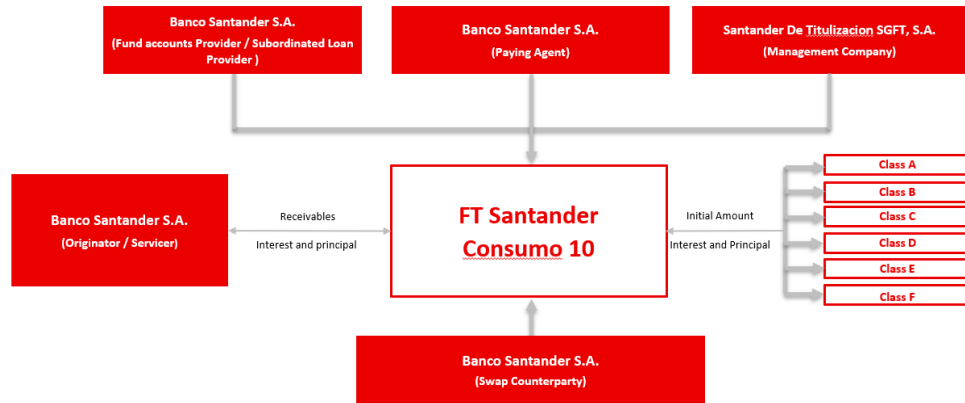 Banco Santander S.A.
(Fund accounts Provider / Subordinated Loan
Provider )
Banco Santander S.A.
(Paying Agent)
Santander De Titulizacion SGFT, S.A.
(Management Company)
Banco Santander S.A.
(Originator / Servicer)
Receivables
Interest and principal
FT Santander
Consumo 10
Initial Amount
Interest and Principal
Class A
Class B
Class C
Class D
Class E
Class F
Banco Santander S.A.
(Swap Counterparty)